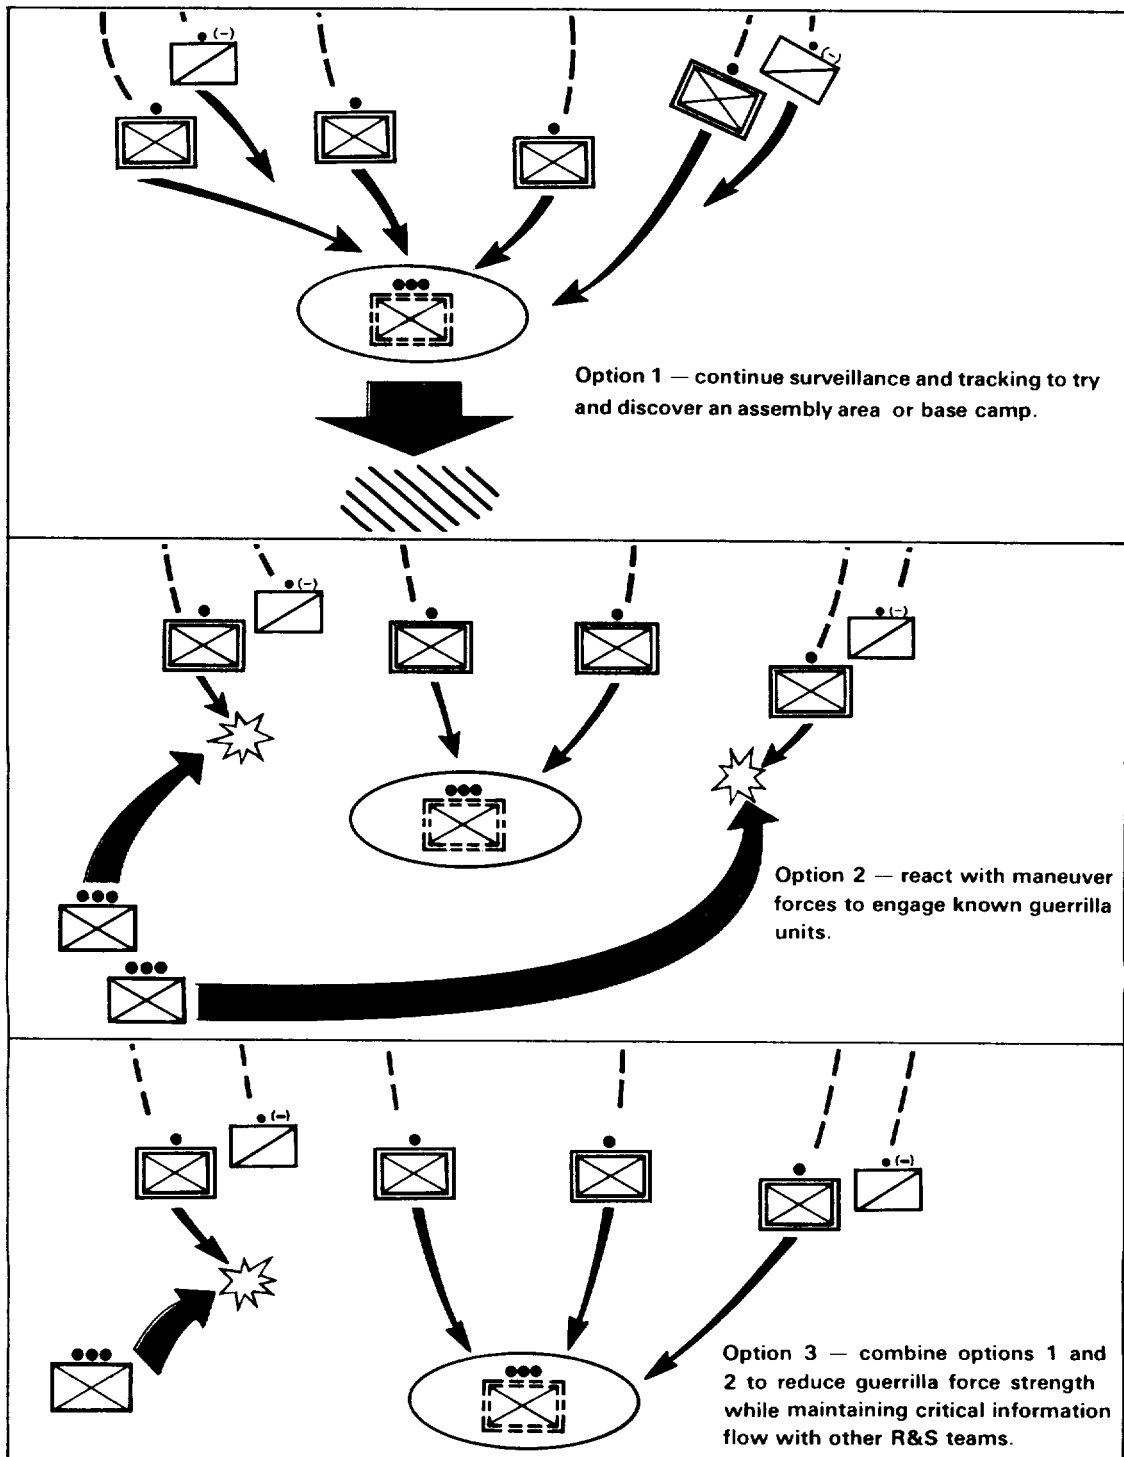 (-)
(-)
Option 1 — continue surveillance and tracking to try
and discover an assembly area or base camp.
(-)
(-)
Option 2 — react with maneuver
forces to engage known guerrilla
units.
(-)
(-)
Option 3 — combine options 1 and
2 to reduce guerrilla force strength
while maintaining critical information
flow with other R&S teams.